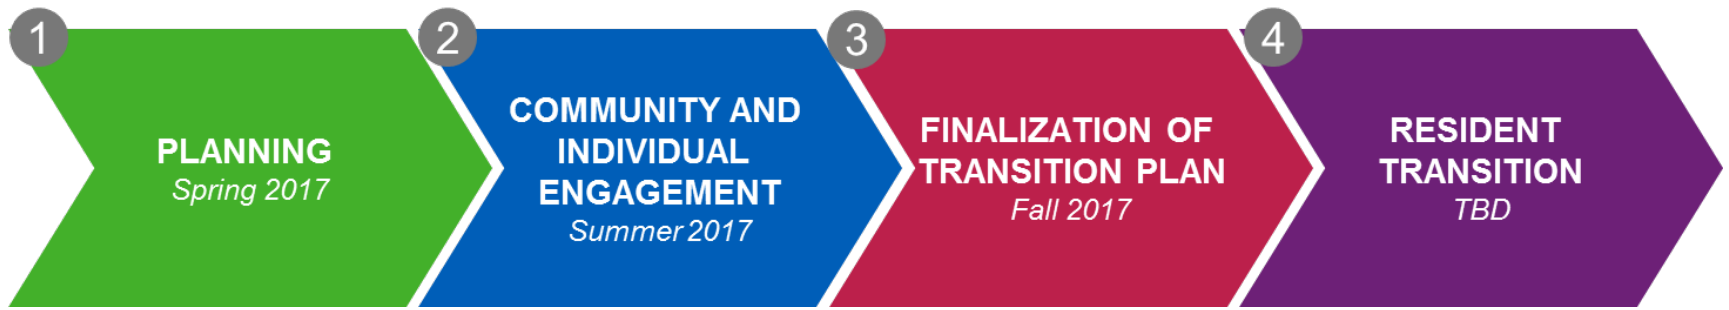 1
PLANNING
Spring 2017
2
COMMUNITY AND
INDIVIDUAL
ENGAGEMENT
Summer 2017
3
FINALIZATION OF
TRANSITION PLAN
Fall 2017
4
RESIDENT
TRANSITION
TBD